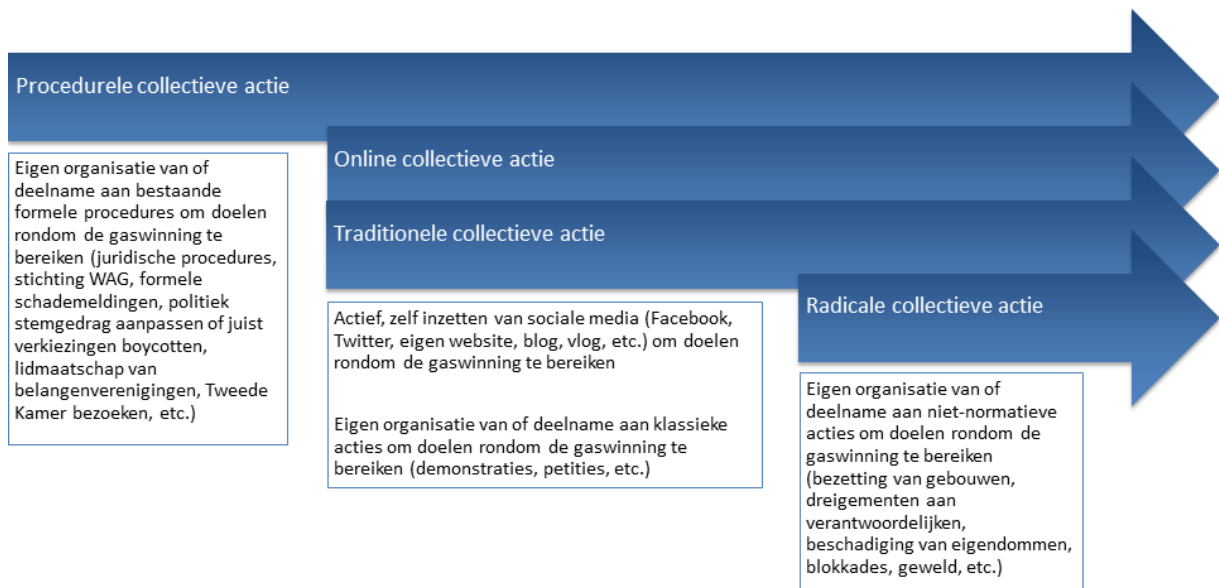 Procedurele collectieve actie
Eigen organisatie van of
deelname aan bestaande
formele procedures om doelen
rondom de gaswinning te
bereiken (juridische procedures,
stichting WAG, formele
schademeldingen, politiek
stemgedrag aanpassen of juist
verkiezingen boycotten,
lidmaatschap van
belangenverenigingen, Tweede
Kamer bezoeken, etc.)
Online collectieve actie
Traditionele collectieve actie
Actief, zelf inzetten van sociale media (Facebook,
Twitter, eigen website, blog, vlog, etc.) om doelen
rondom de gaswinning te bereiken
Eigen organisatie van of deelname aan klassieke
acties om doelen rondom de gaswinning te
bereiken (demonstraties, petities, etc.)
Radicale collectieve actie
Eigen organisatie van of
deelname aan niet-normatieve
acties om doelen rondom de
gaswinning te bereiken
(bezetting van gebouwen,
dreigementen aan
verantwoordelijken,
beschadiging van eigendommen,
blokkades, geweld, etc.)